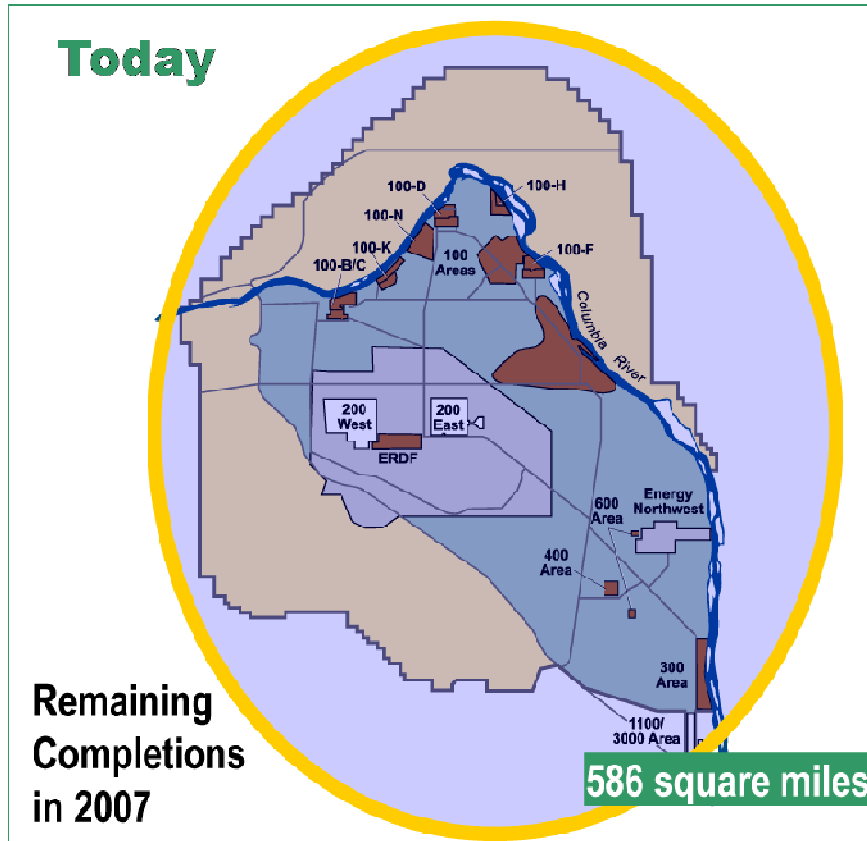 Today
100-D
100-H
100-N
100-K
100-F
100-B/C
100
Areas
Columbia River
200
West
200
East
ERDF
Energy
Northwest
600
Area
400
Area
300
Area
1100/
3000 Area
Remaining
Completions
in 2007
586 square miles